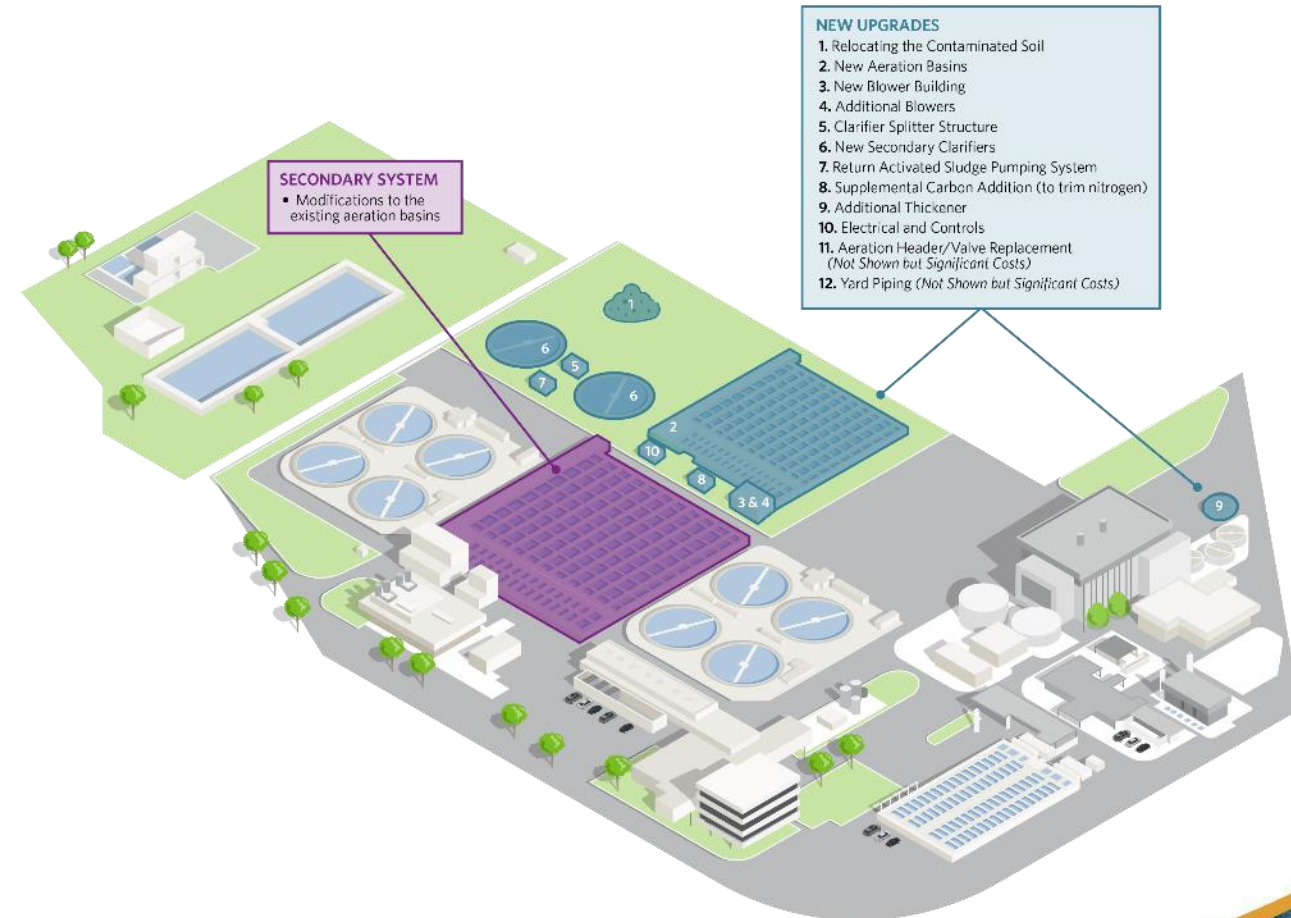 NEW UPGRADES
1. Relocating the Contaminated Soil
2. New Aeration Basins
3. New Blower Building
4. Additional Blowers
5. Clarifier Splitter Structure
6. New Secondary Clarifiers
7. Return Activated Sludge Pumping System
8. Supplemental Carbon Addition (to trim nitrogen)
9. Additional Thickener
10. Electrical and Controls
11. Aeration Header/Valve Replacement
(Not Shown but Significant Costs)
12. Yard Piping (Not Shown but Significant Costs)
SECONDARY SYSTEM
• Modifications to the
existing aeration basins
1
6
5
7
6
2
10
8
3 & 4
9